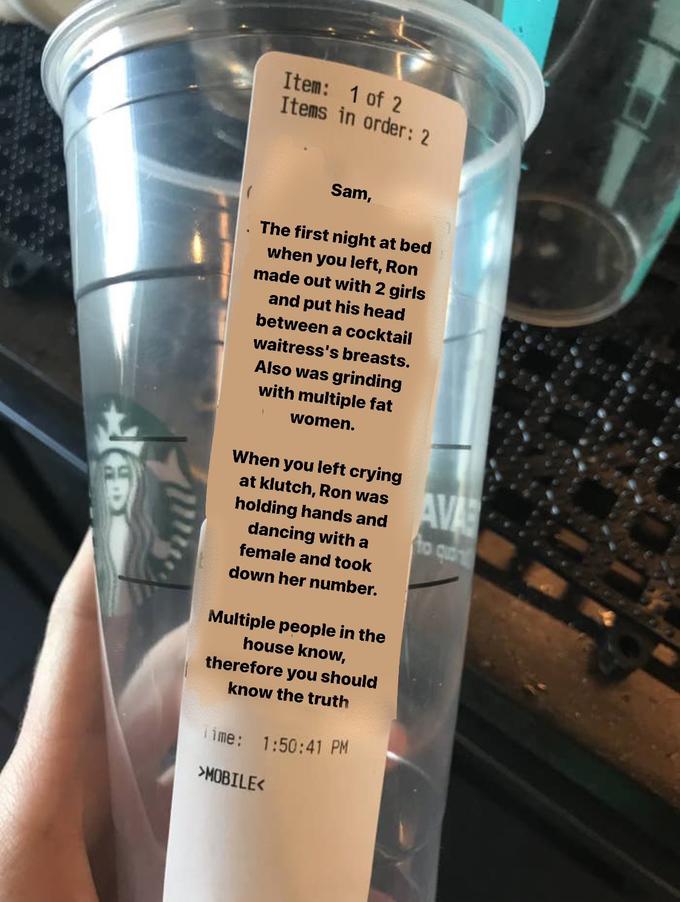 Item: 1 of 2
Items in order: 2
Sam,
The first night at bed
when you left, Ron
made out with 2 girls
and put his head
between a cocktail
waitress's breasts.
Also was grinding
with multiple fat
women.
When you left crying
at klutch, Ron was
holding hands and
dancing with a
female and took
down her number.
Multiple people in the
house know,
therefore you should
know the truth
Time: 1:50:41 PM
>MOBILE<